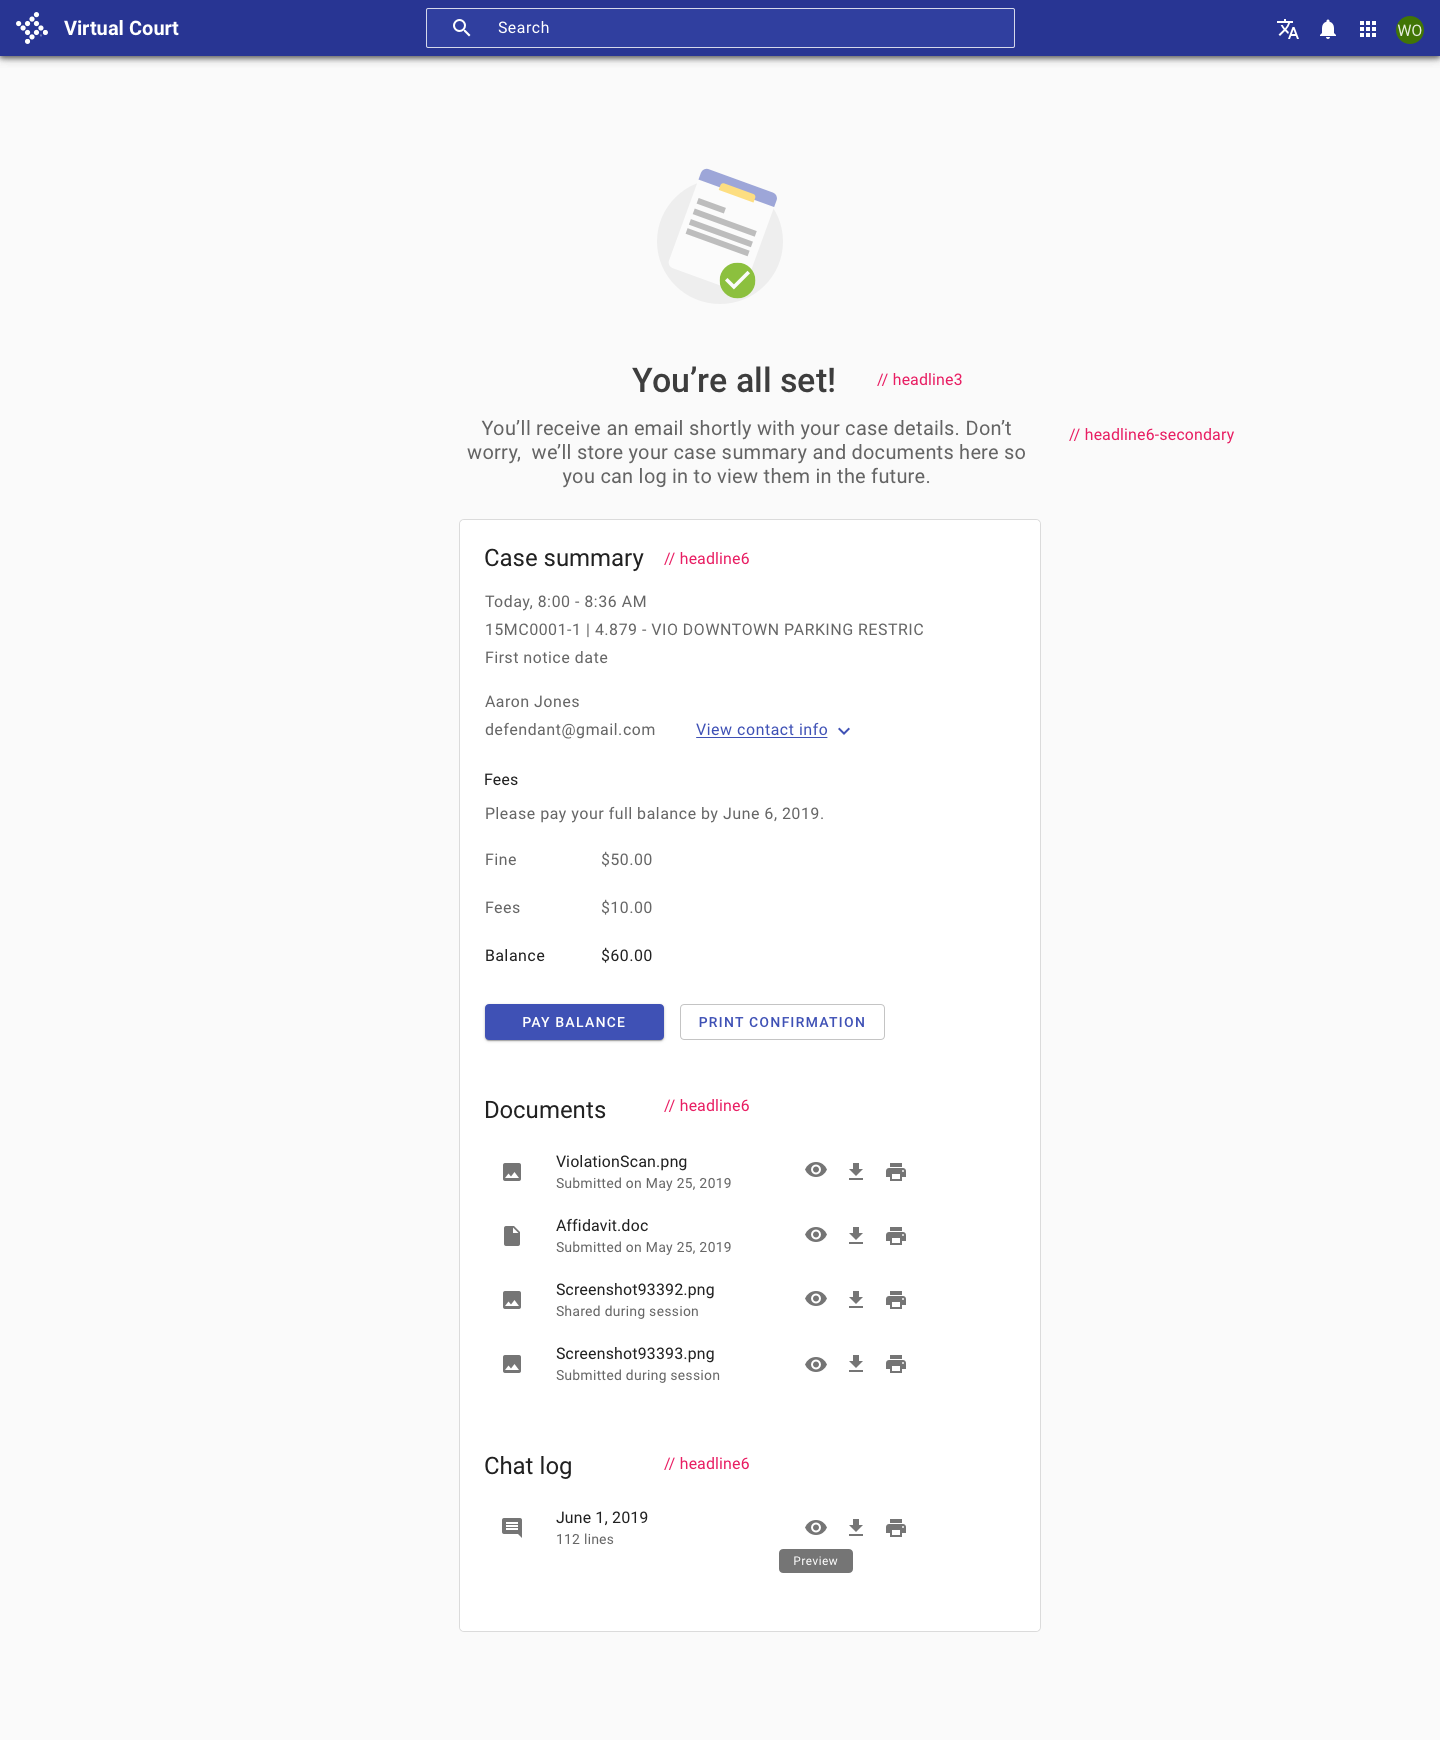 Virtual Court
Search
WO
You’re all set!
// headline3
You’ll receive an email shortly with your case details. Don’t
worry,  we’ll store your case summary and documents here so
you can log in to view them in the future.
// headline6-secondary
Case summary
// headline6
Today, 8:00 - 8:36 AM
15MC0001-1 | 4.879 - VIO DOWNTOWN PARKING RESTRIC
First notice date
Aaron Jones
defendant@gmail.com
View contact info
Fees
Please pay your full balance by June 6, 2019.
Fine $50.00
Fees $10.00
Balance $60.00
PAY BALANCE
PRINT CONFIRMATION
Documents
// headline6
ViolationScan.png
Submitted on May 25, 2019
Affidavit.doc
Submitted on May 25, 2019
Screenshot93392.png
Shared during session
Screenshot93393.png
Submitted during session
Chat log
// headline6
June 1, 2019
112 lines
Preview